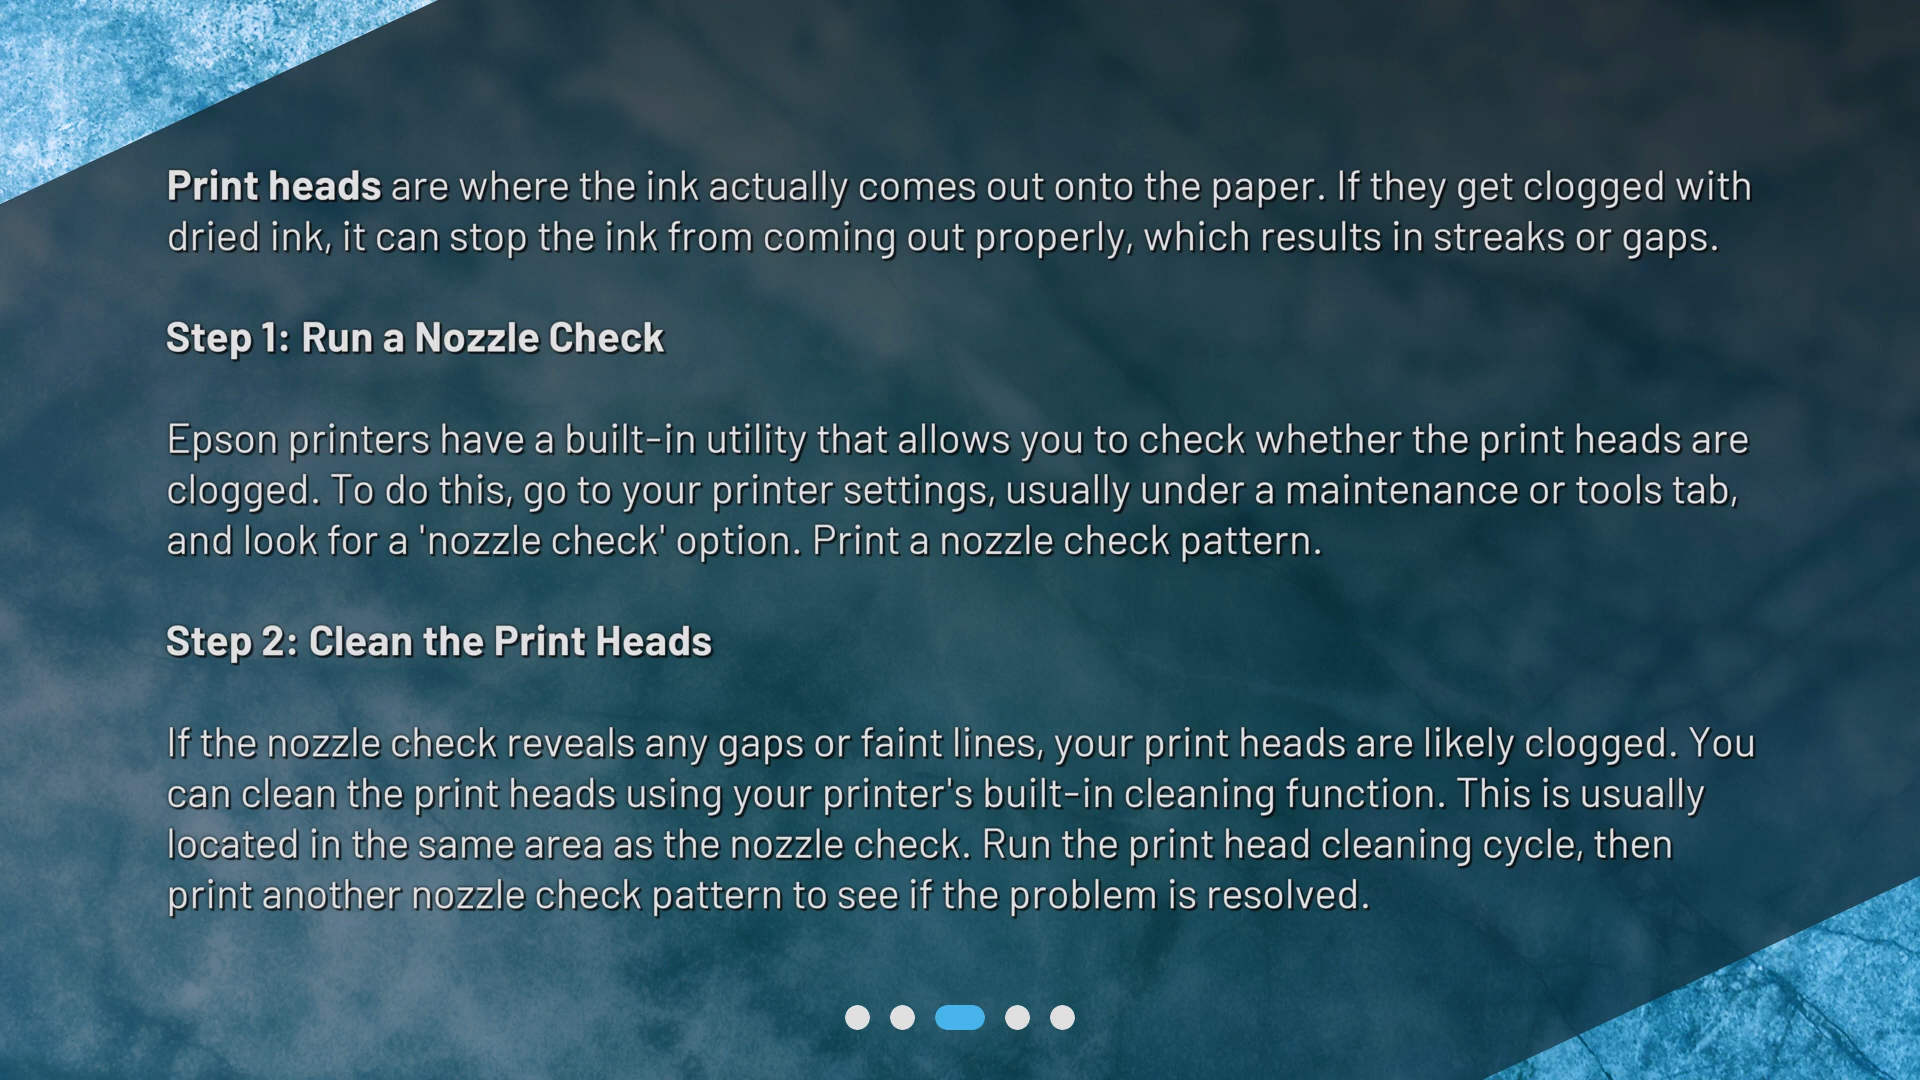 Print heads are where the ink actually comes out onto the paper. If they get clogged with
dried ink, it can stop the ink from coming out properly, which results in streaks or gaps.
Step 1: Run a Nozzle Check
Epson printers have a built-in utility that allows you to check whether the print heads are
clogged. To do this, go to your printer settings, usually under a maintenance or tools tab,
and look for a 'nozzle check' option. Print a nozzle check pattern.
Step 2: Clean the Print Heads
If the nozzle check reveals any gaps or faint lines, your print heads are likely clogged. You
can clean the print heads using your printer's built-in cleaning function. This is usually
located in the same area as the nozzle check. Run the print head cleaning cycle, then
print another nozzle check pattern to see if the problem is resolved.